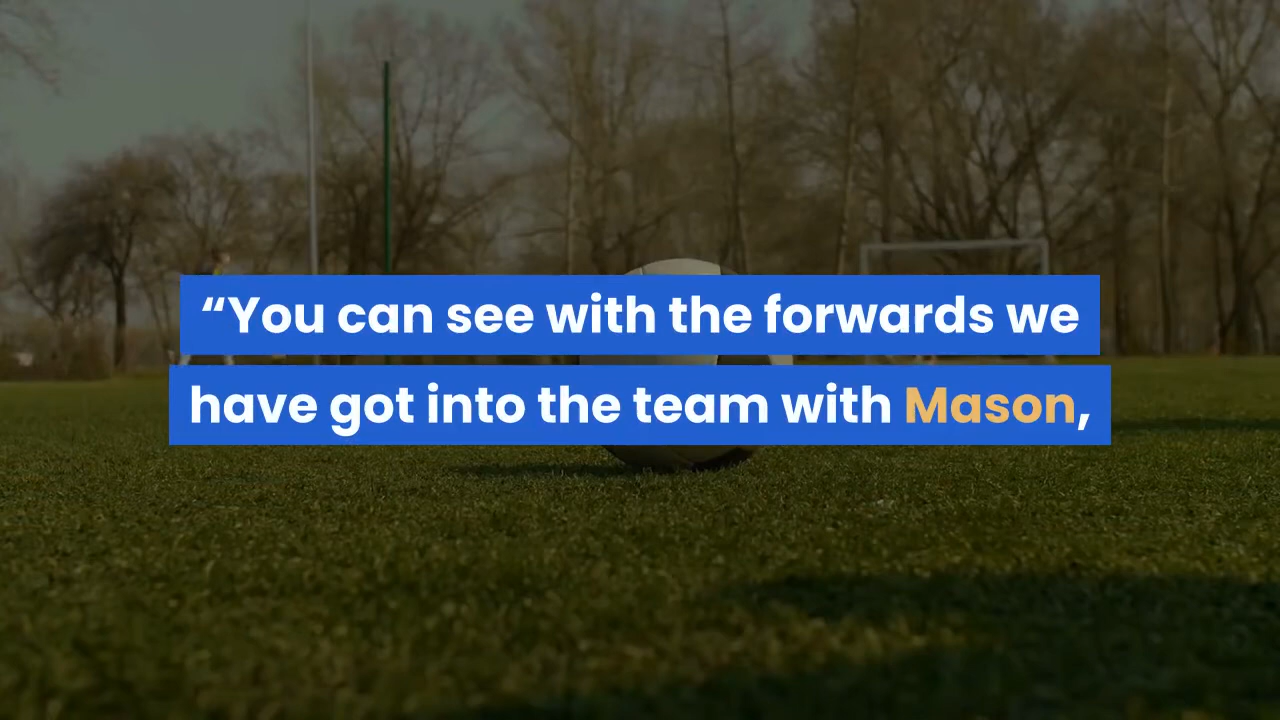 “You can see with the forwards we
have got into the team with Mason,